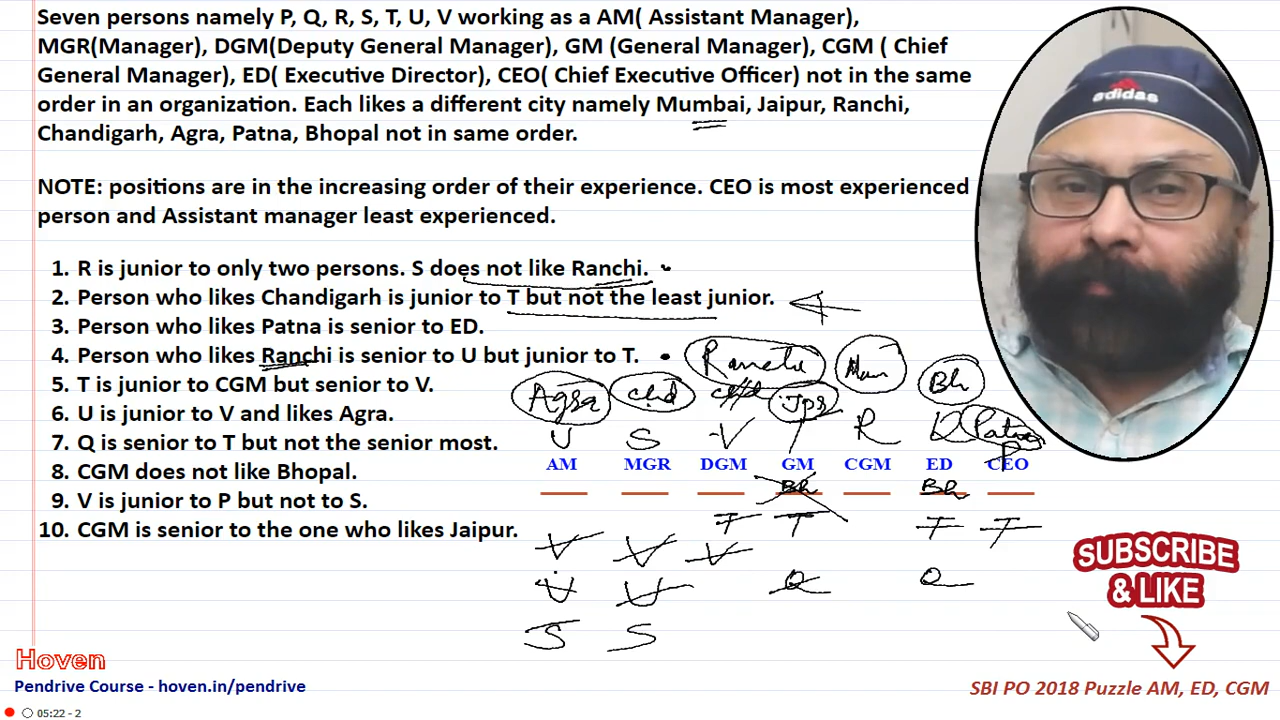 Seven persons namely P, Q, R, S, T, U, V working as a AM( Assistant Manager),
MGR(Manager), DGM(Deputy General Manager), GM (General Manager), CGM ( Chief
General Manager), ED( Executive Director), CEO( Chief Executive Officer) not in the same
order in an organization. Each likes a different city namely Mumbai, Jaipur, Ranchi,
Chandigarh, Agra, Patna, Bhopal not in same order.
adidas
NOTE: positions are in the increasing order of their experience. CEO is most experienced
person and Assistant manager least experienced.
1. R is junior to only two persons. S does not like Ranchi.
2. Person who likes Chandigarh is junior to T but not the least junior.
3. Person who likes Patna is senior to ED.
4. Person who likes Ranchi is senior to U but junior to T.
5. T is junior to CGM but senior to V.
6. U is junior to V and likes Agra.
7. Q is senior to T but not the senior most.
8. CGM does not like Bhopal.
9. V is junior to P but not to S.
10. CGM is senior to the one who likes Jaipur.
Ranchi Mum Bh
Agra chd chd Jpr Patna
U S V T R Q P
AM MGR DGM GM CGM ED CEO
Bh Bh
T T T T
V V V
U U Q Q
S S
SUBSCRIBE
& LIKE
Hoven
Pendrive Course - hoven.in/pendrive
SBI PO 2018 Puzzle AM, ED, CGM
05:22 - 2